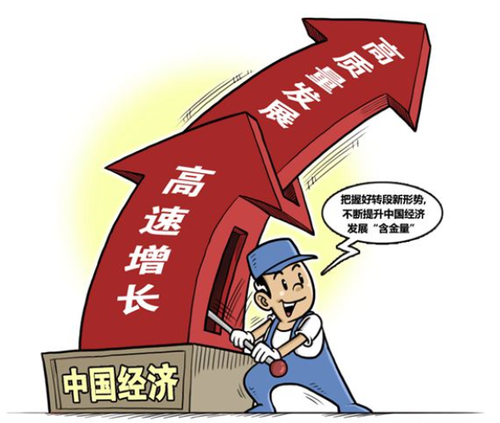 高质量发展
高速增长
把握好转段新形势,
不断提升中国经济
发展“含金量”
中国经济